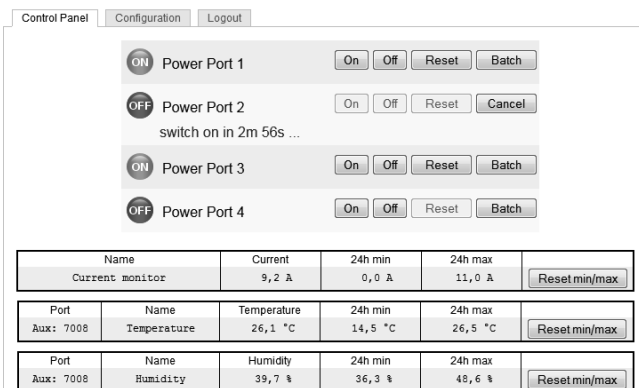 Control Panel Configuration Logout
ON Power Port 1 On Off Reset Batch
OFF Power Port 2 On Off Reset Cancel
switch on in 2m 56s ...
ON Power Port 3 On Off Reset Batch
OFF Power Port 4 On Off Reset Batch
Name Current 24h min 24h max
Current monitor 9,2 A 0,0 A 11,0 A Reset min/max
Port Name Temperature 24h min 24h max
Aux: 7008 Temperature 26,1 °C 14,5 °C 26,5 °C Reset min/max
Port Name Humidity 24h min 24h max
Aux: 7008 Humidity 39,7 % 36,3 % 48,6 % Reset min/max